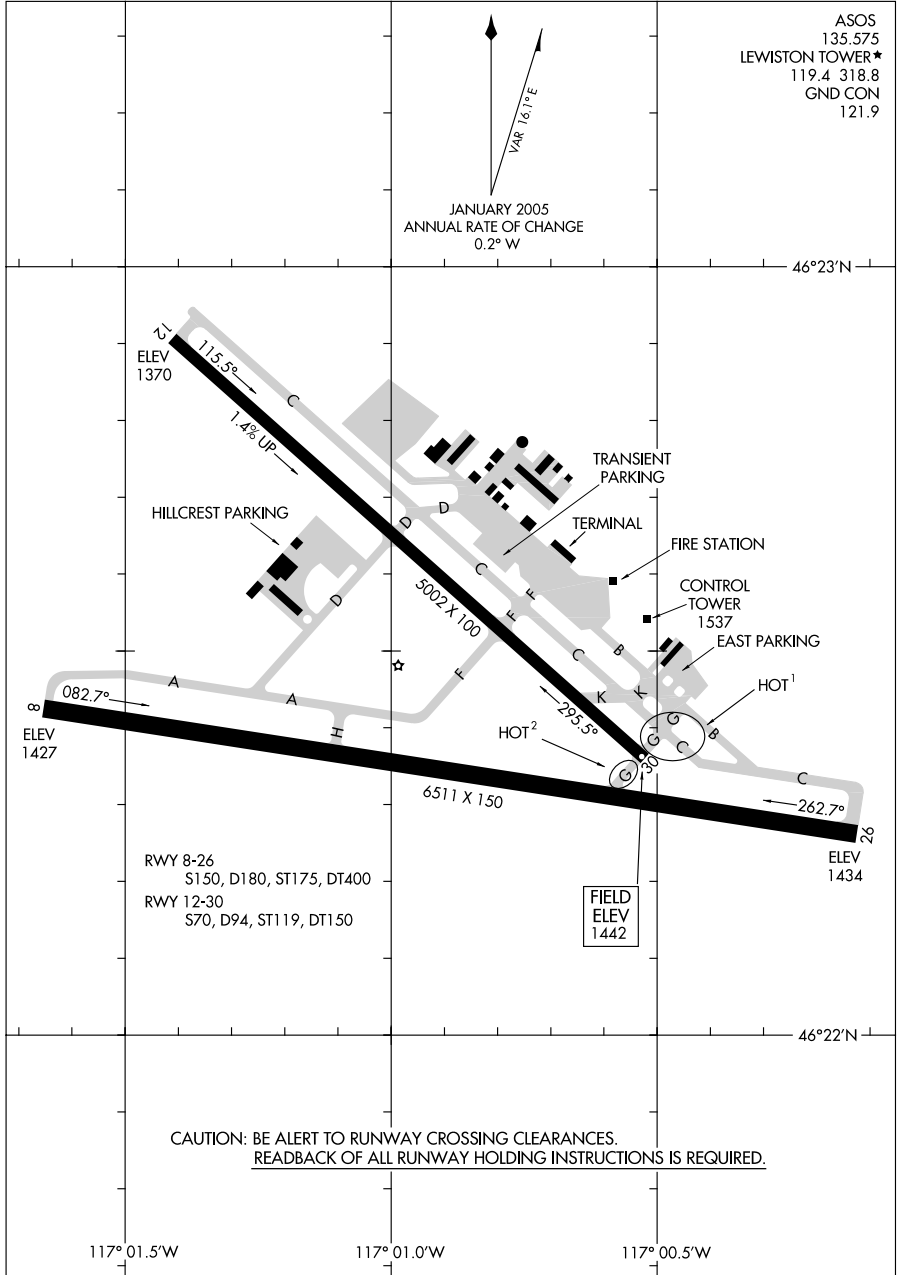 ASOS
135.575
LEWISTON TOWER★
119.4 318.8
GND CON
121.9
VAR 16.1° E
JANUARY 2005
ANNUAL RATE OF CHANGE
0.2° W
46°23'N
12
ELEV
1370
115.5°
1.4% UP
C
TRANSIENT
PARKING
HILLCREST PARKING
D
D
TERMINAL
FIRE STATION
C
D
5002 X 100
F
F
CONTROL
TOWER
1537
EAST PARKING
C
B
F
A
A
K
K
HOT 1
082.7°
8
ELEV
1427
H
295.5°
HOT 2
G
G
C
B
G
30
C
6511 X 150
262.7°
26
ELEV
1434
RWY 8-26
S150, D180, ST175, DT400
RWY 12-30
S70, D94, ST119, DT150
FIELD
ELEV
1442
46°22'N
CAUTION: BE ALERT TO RUNWAY CROSSING CLEARANCES.
READBACK OF ALL RUNWAY HOLDING INSTRUCTIONS IS REQUIRED.
117° 01.5'W
117° 01.0'W
117° 00.5'W